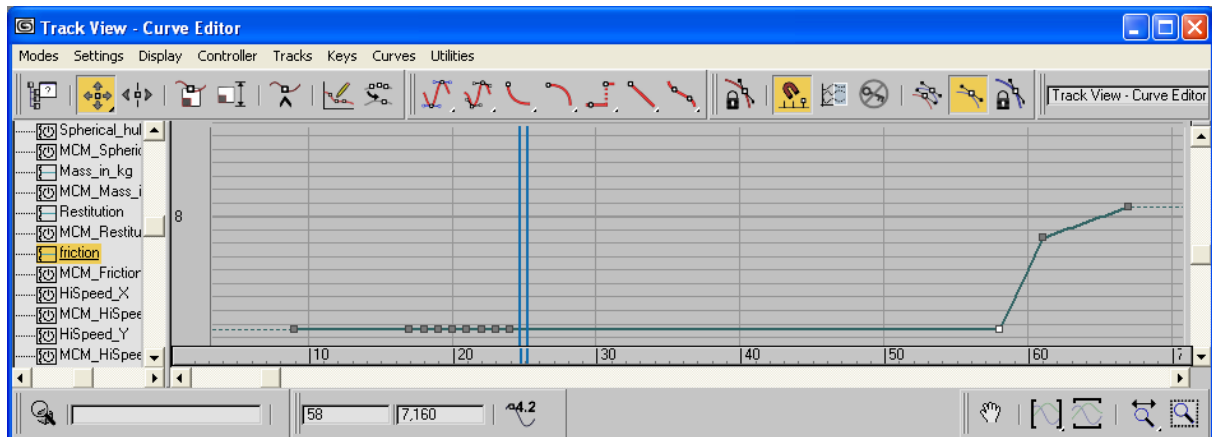 Track View - Curve Editor
Modes Settings Display Controller Tracks Keys Curves Utilities
Track View - Curve Editor
Spherical_hul
MCM_Spheric
Mass_in_kg
MCM_Mass_i
Restitution
MCM_Restitu
friction
MCM_Friction
HiSpeed_X
MCM_HiSpee
HiSpeed_Y
MCM_HiSpee
8
10 20 30 40 50 60 7
58 7,160 4.2